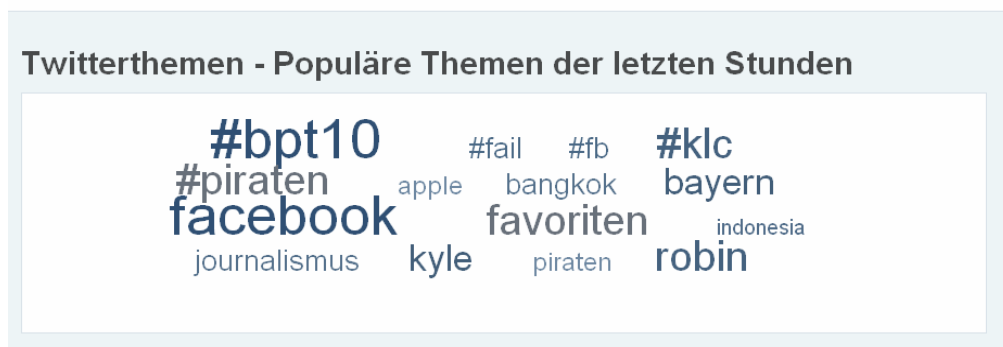 Twitterthemen - Populäre Themen der letzten Stunden
#bpt10 #fail #fb #klc
#piraten apple bangkok bayern
facebook favoriten indonesia
journalismus kyle piraten robin